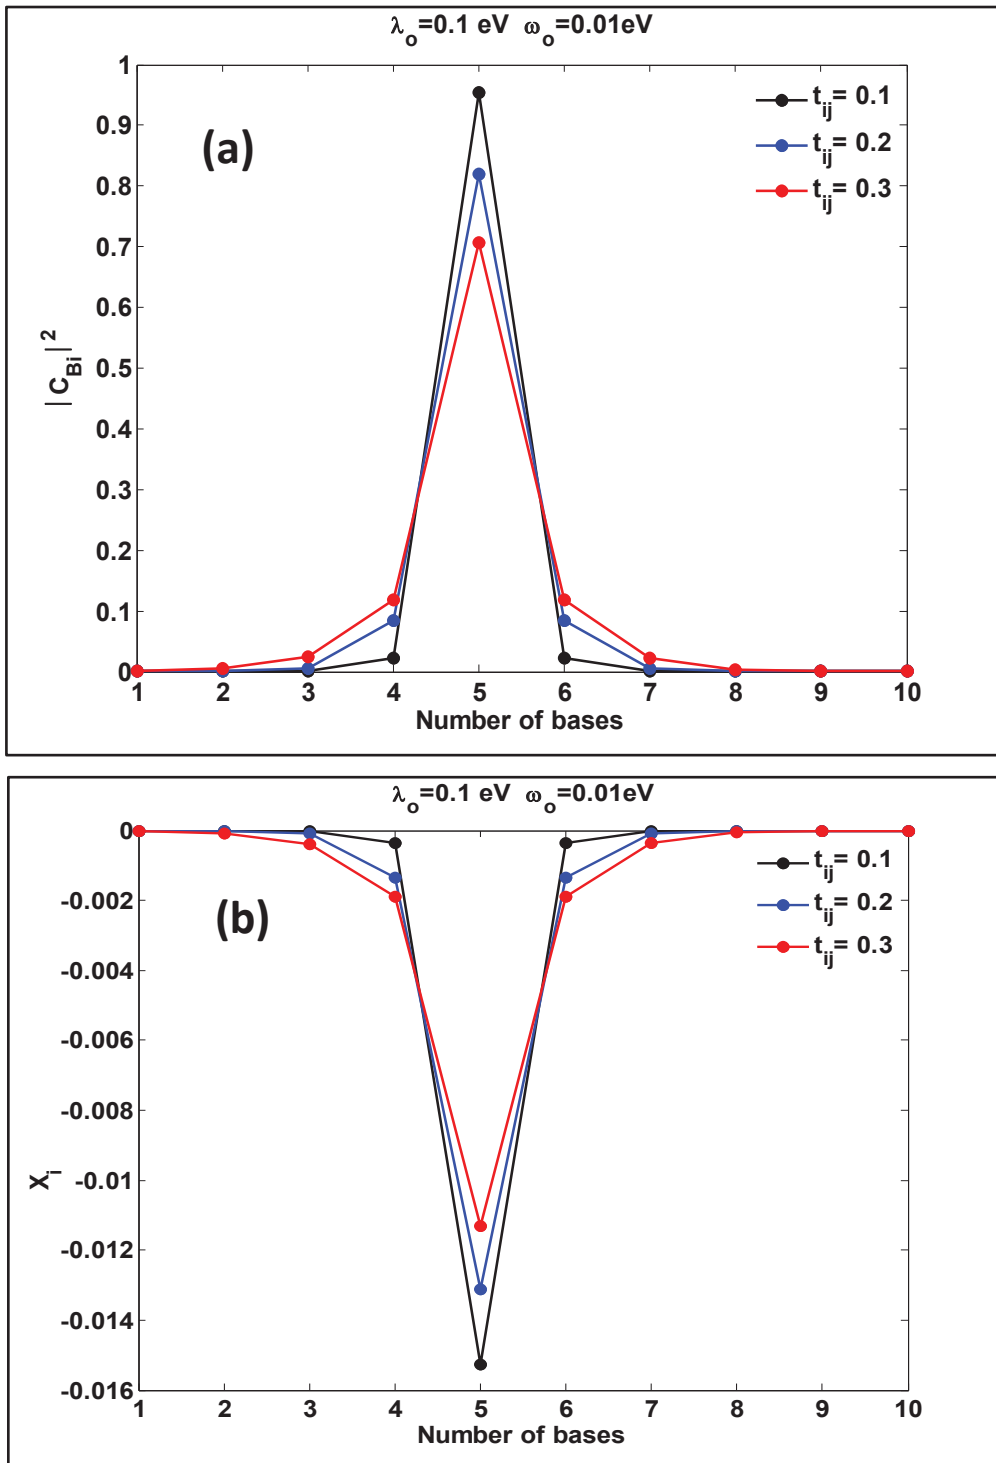 λo=0.1 eV ωo=0.01eV
1
0.9
0.8
0.7
0.6
0.5
0.4
0.3
0.2
0.1
0
|CBi|2
(a)
tij= 0.1
tij= 0.2
tij= 0.3
1 2 3 4 5 6 7 8 9 10
Number of bases
λo=0.1 eV ωo=0.01eV
0
-0.002
-0.004
-0.006
-0.008
-0.01
-0.012
-0.014
-0.016
Xi
(b)
tij= 0.1
tij= 0.2
tij= 0.3
1 2 3 4 5 6 7 8 9 10
Number of bases